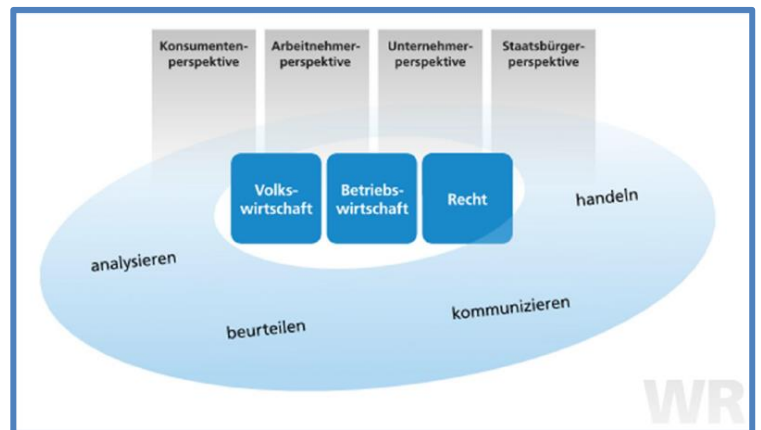 Konsumenten-
perspektive
Arbeitnehmer-
perspektive
Unternehmer-
perspektive
Staatsbürger-
perspektive
Volks-
wirtschaft
Betriebs-
wirtschaft
Recht
handeln
analysieren
kommunizieren
beurteilen
WR